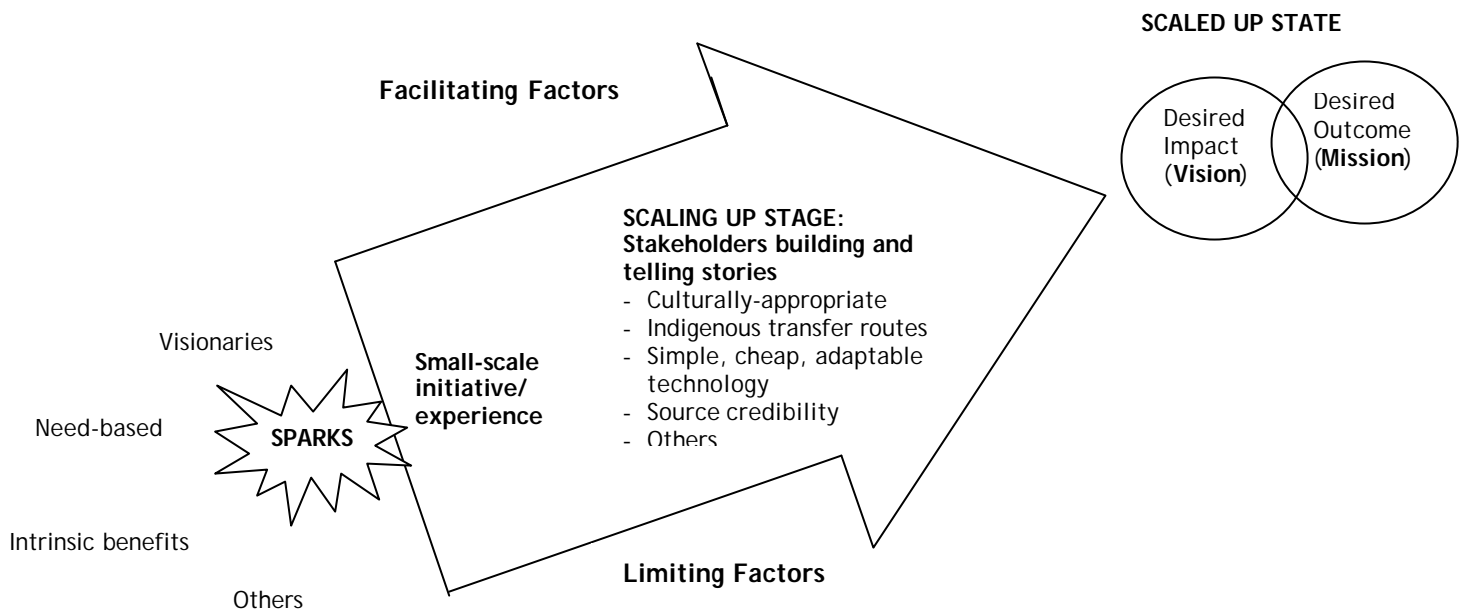 SCALED UP STATE
Desired
Impact
(Vision)
Desired
Outcome
(Mission)
Facilitating Factors
SCALING UP STAGE:
Stakeholders building and
telling stories
- Culturally-appropriate
- Indigenous transfer routes
- Simple, cheap, adaptable
technology
- Source credibility
- Others
Small-scale
initiative/
experience
Visionaries
Need-based
SPARKS
Intrinsic benefits
Others
Limiting Factors